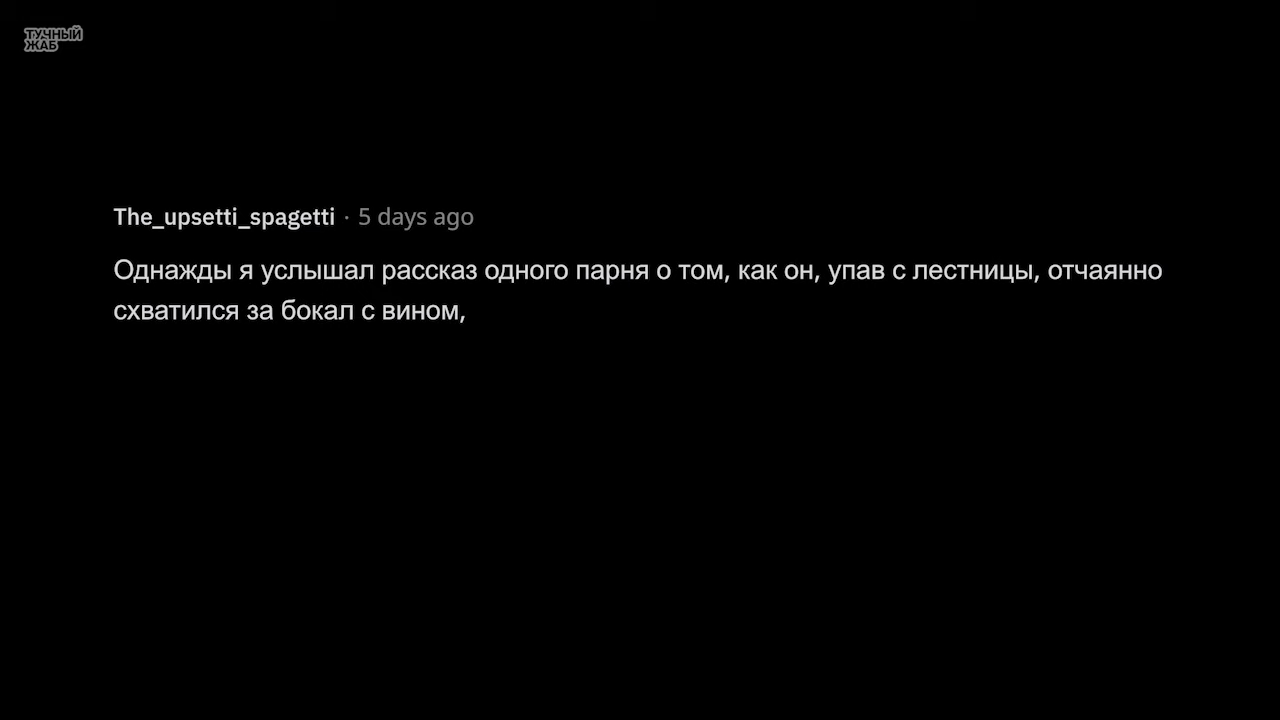 ТУЧНЫЙ
ЖАБ
The_upsetti_spagetti · 5 days ago
Однажды я услышал рассказ одного парня о том, как он, упав с лестницы, отчаянно
схватился за бокал с вином,